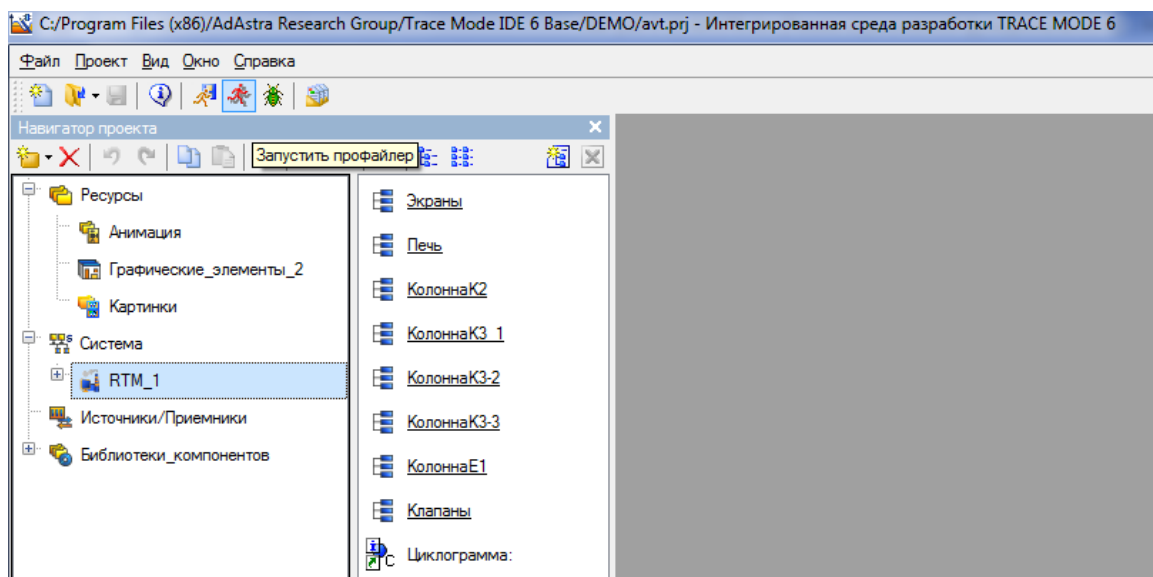 C:/Program Files (x86)/AdAstra Research Group/Trace Mode IDE 6 Base/DEMO/avt.prj - Интегрированная среда разработки TRACE MODE 6
Файл Проект Вид Окно Справка
Навигатор проекта
Запустить профайлер
Ресурсы
Анимация
Графические_элементы_2
Картинки
Система
RTM_1
Источники/Приемники
Библиотеки_компонентов
Экраны
Печь
КолоннаК2
КолоннаК3_1
КолоннаК3-2
КолоннаК3-3
КолоннаЕ1
Клапаны
Циклограмма: